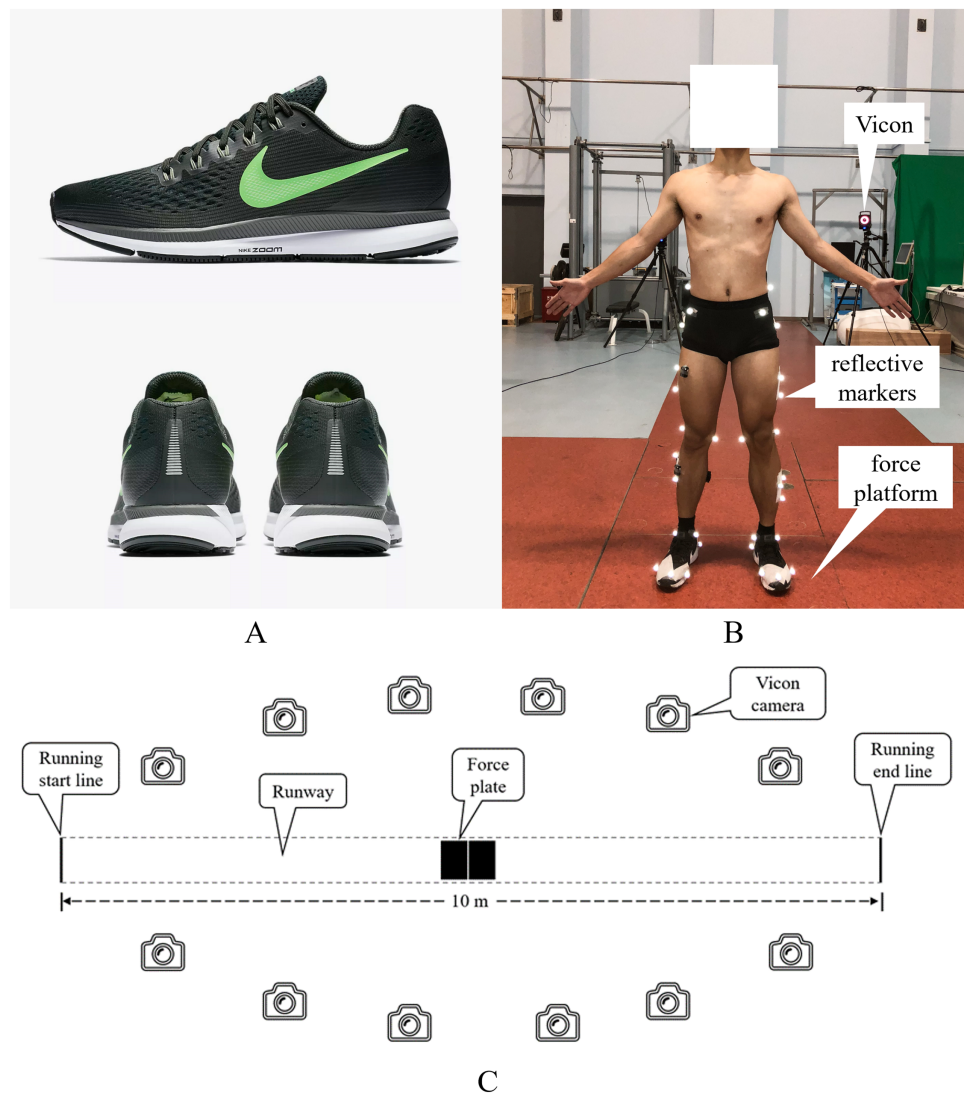 NIKE ZOOM
Vicon
reflective
markers
force
platform
A
B
Vicon
camera
Running
start line
Force
plate
Running
end line
Runway
10 m
C